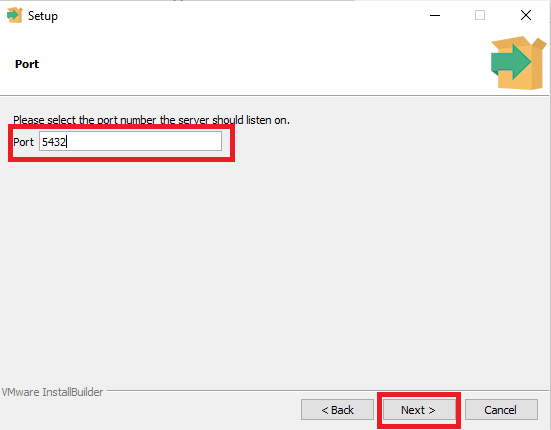 Setup
Port
Please select the port number the server should listen on.
Port 5432
VMware InstallBuilder
< Back Next > Cancel